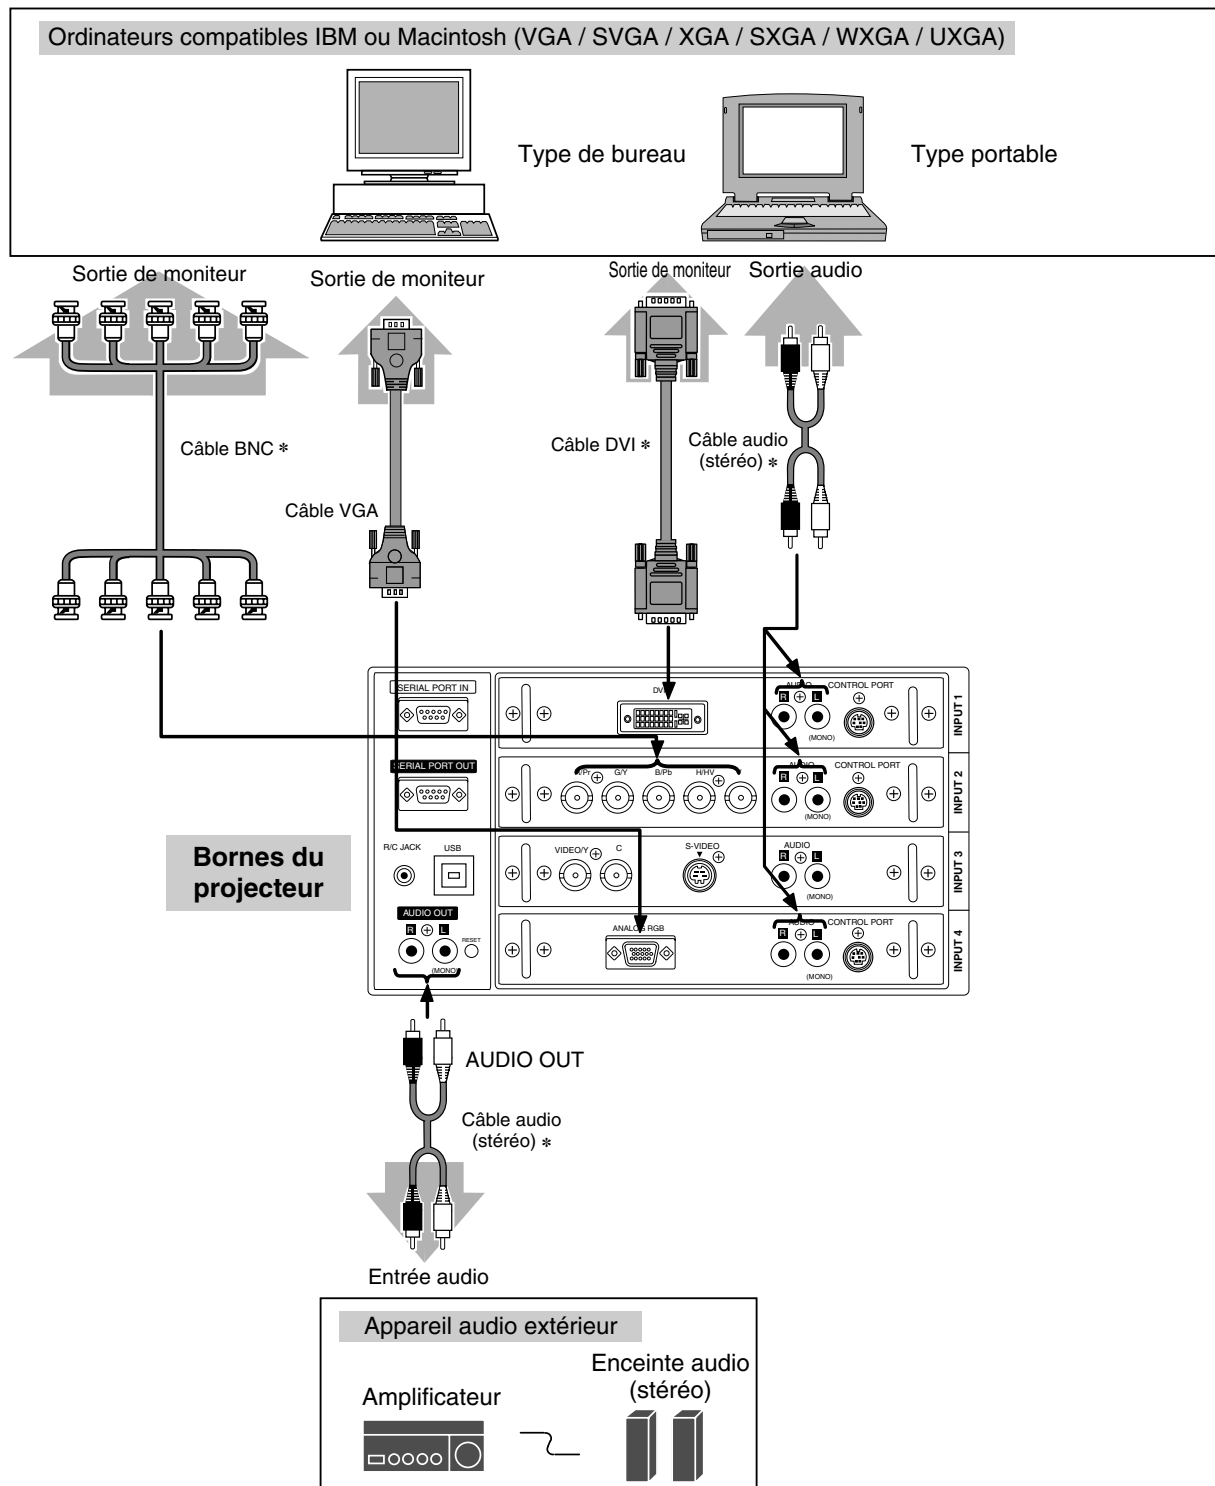 Ordinateurs compatibles IBM ou Macintosh (VGA / SVGA / XGA / SXGA / WXGA / UXGA)
Type de bureau
Type portable
Sortie de moniteur
Sortie de moniteur
Sortie de moniteur
Sortie audio
Câble BNC *
Câble VGA
Câble DVI *
Câble audio
(stéréo) *
SERIAL PORT IN
SERIAL PORT OUT
R/C JACK
USB
AUDIO OUT
R
L
RESET
(MONO)
AUDIO
R
L
(MONO)
CONTROL PORT
INPUT 1
G/Y
B/Pb
H/HV
AUDIO
R
L
(MONO)
CONTROL PORT
INPUT 2
VIDEO/Y
C
S-VIDEO
AUDIO
R
L
(MONO)
INPUT 3
ANALOG RGB
AUDIO
R
L
(MONO)
CONTROL PORT
INPUT 4
Bornes du
projecteur
AUDIO OUT
Câble audio
(stéréo) *
Entrée audio
Appareil audio extérieur
Amplificateur
Enceinte audio
(stéréo)